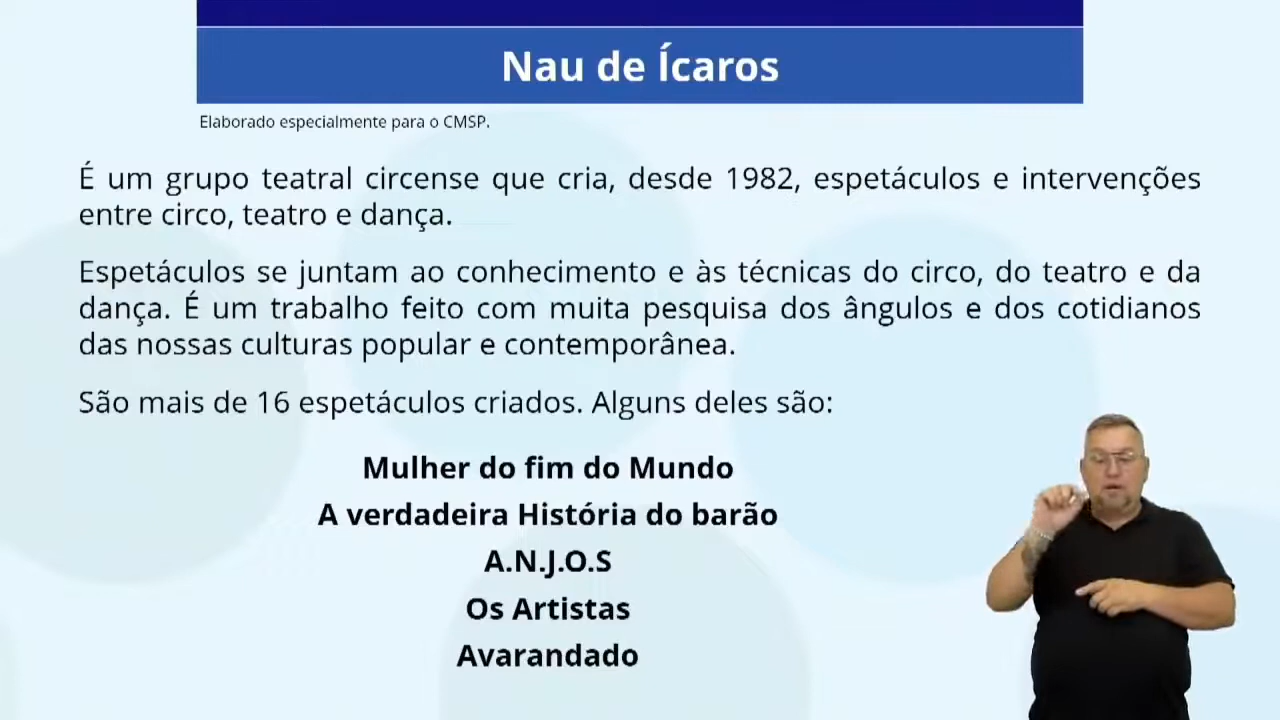 Nau de Ícaros
Elaborado especialmente para o CMSP.
É um grupo teatral circense que cria, desde 1982, espetáculos e intervenções
entre circo, teatro e dança.
Espetáculos se juntam ao conhecimento e às técnicas do circo, do teatro e da
dança. É um trabalho feito com muita pesquisa dos ângulos e dos cotidianos
das nossas culturas popular e contemporânea.
São mais de 16 espetáculos criados. Alguns deles são:
Mulher do fim do Mundo
A verdadeira História do barão
A.N.J.O.S
Os Artistas
Avarandado